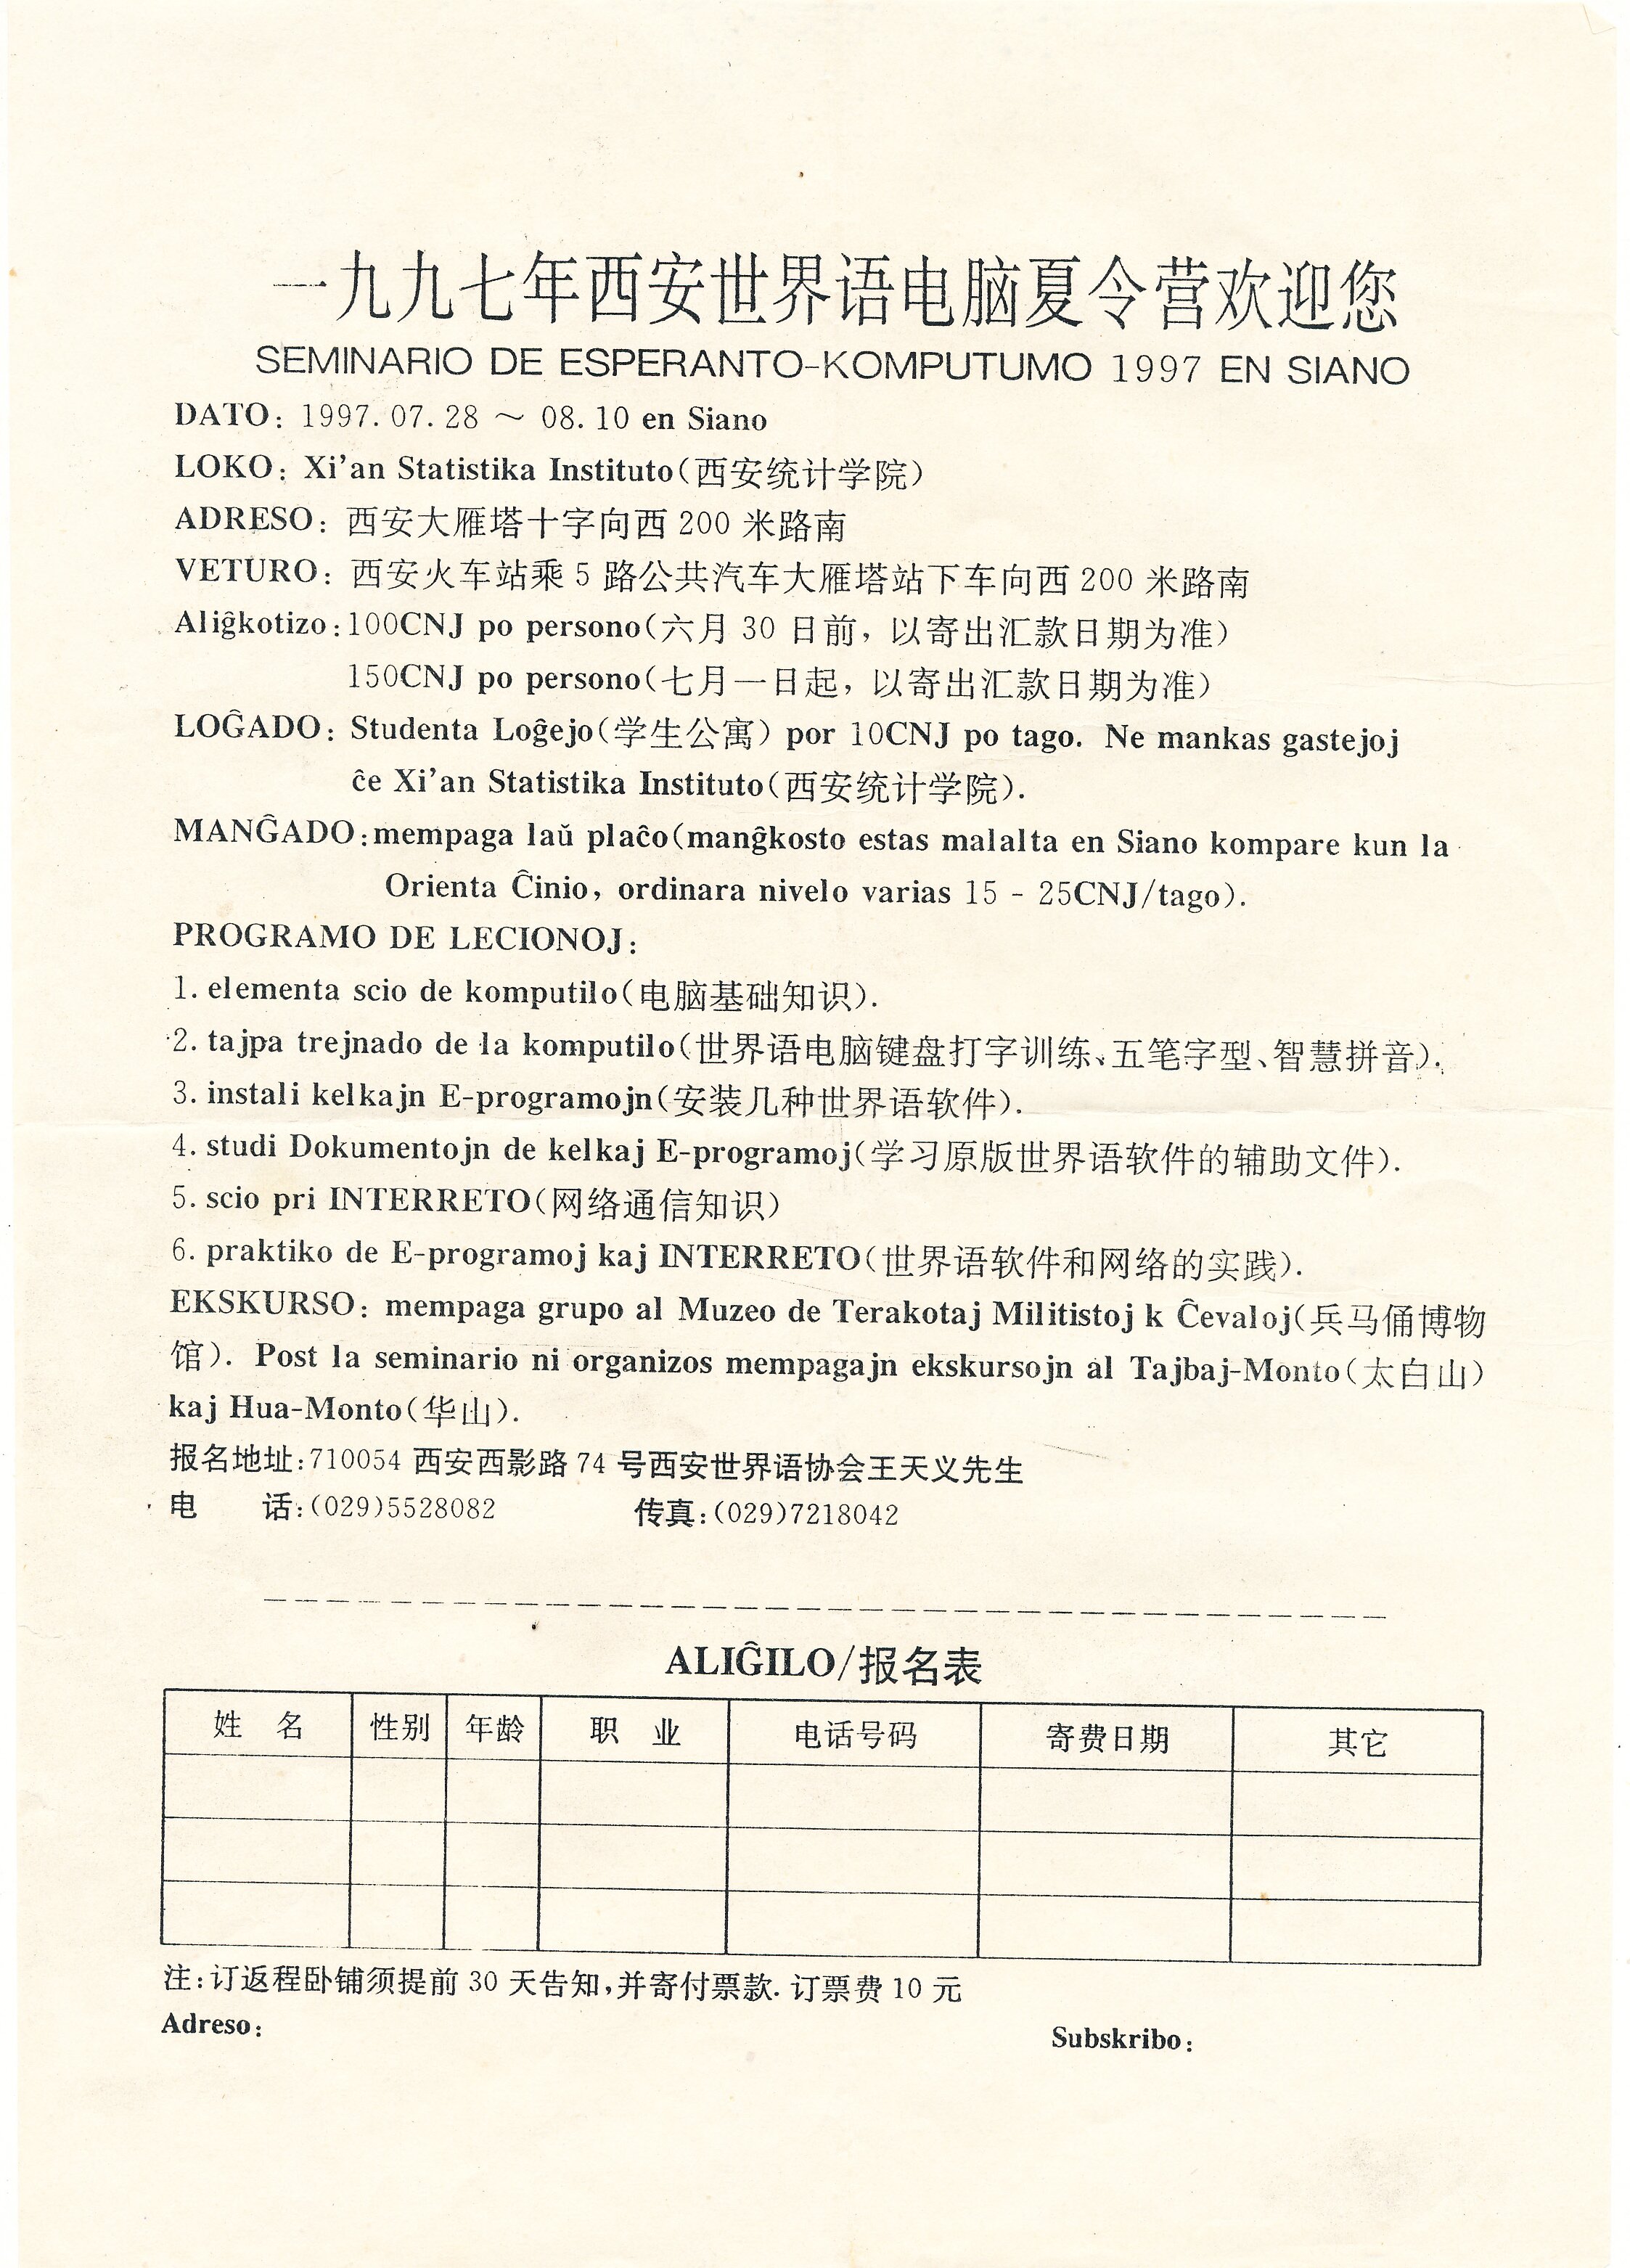 一九九七年西安世界语电脑夏令营欢迎您
SEMINARIO DE ESPERANTO-KOMPUTUMO 1997 EN SIANO
DATO: 1997. 07. 28 ～ 08. 10 en Siano
LOKO: Xi'an Statistika Instituto(西安统计学院)
ADRESO: 西安大雁塔十字向西 200 米路南
VETURO: 西安火车站乘 5 路公共汽车大雁塔站下车向西 200 米路南
Aliĝkotizo:100CNJ po persono(六月 30 日前, 以寄出汇款日期为准)
150CNJ po persono(七月一日起, 以寄出汇款日期为准)
LOĜADO: Studenta Loĝejo(学生公寓) por 10CNJ po tago. Ne mankas gastejoj
ĉe Xi'an Statistika Instituto(西安统计学院).
MANĜADO:mempaga laŭ plaĉo(manĝkosto estas malalta en Siano kompare kun la
Orienta Ĉinio, ordinara nivelo varias 15 - 25CNJ/tago).
PROGRAMO DE LECIONOJ:
1. elementa scio de komputilo(电脑基础知识).
2. tajpa trejnado de la komputilo(世界语电脑键盘打字训练、五笔字型、智慧拼音).
3. instali kelkajn E-programojn(安装几种世界语软件).
4. studi Dokumentojn de kelkaj E-programoj(学习原版世界语软件的辅助文件).
5. scio pri INTERRETO(网络通信知识)
6. praktiko de E-programoj kaj INTERRETO(世界语软件和网络的实践).
EKSKURSO: mempaga grupo al Muzeo de Terakotaj Militistoj k Ĉevaloj(兵马俑博物
馆). Post la seminario ni organizos mempagajn ekskursojn al Tajbaj-Monto(太白山)
kaj Hua-Monto(华山).
报名地址:710054 西安西影路 74 号西安世界语协会王天义先生
电　　话:(029)5528082　　　传真:(029)7218042
ALIĜILO/报名表
姓　名 性别 年龄 职　业 电话号码 寄费日期 其它
注:订返程卧铺须提前 30 天告知,并寄付票款. 订票费 10 元
Adreso:　　　Subskribo: